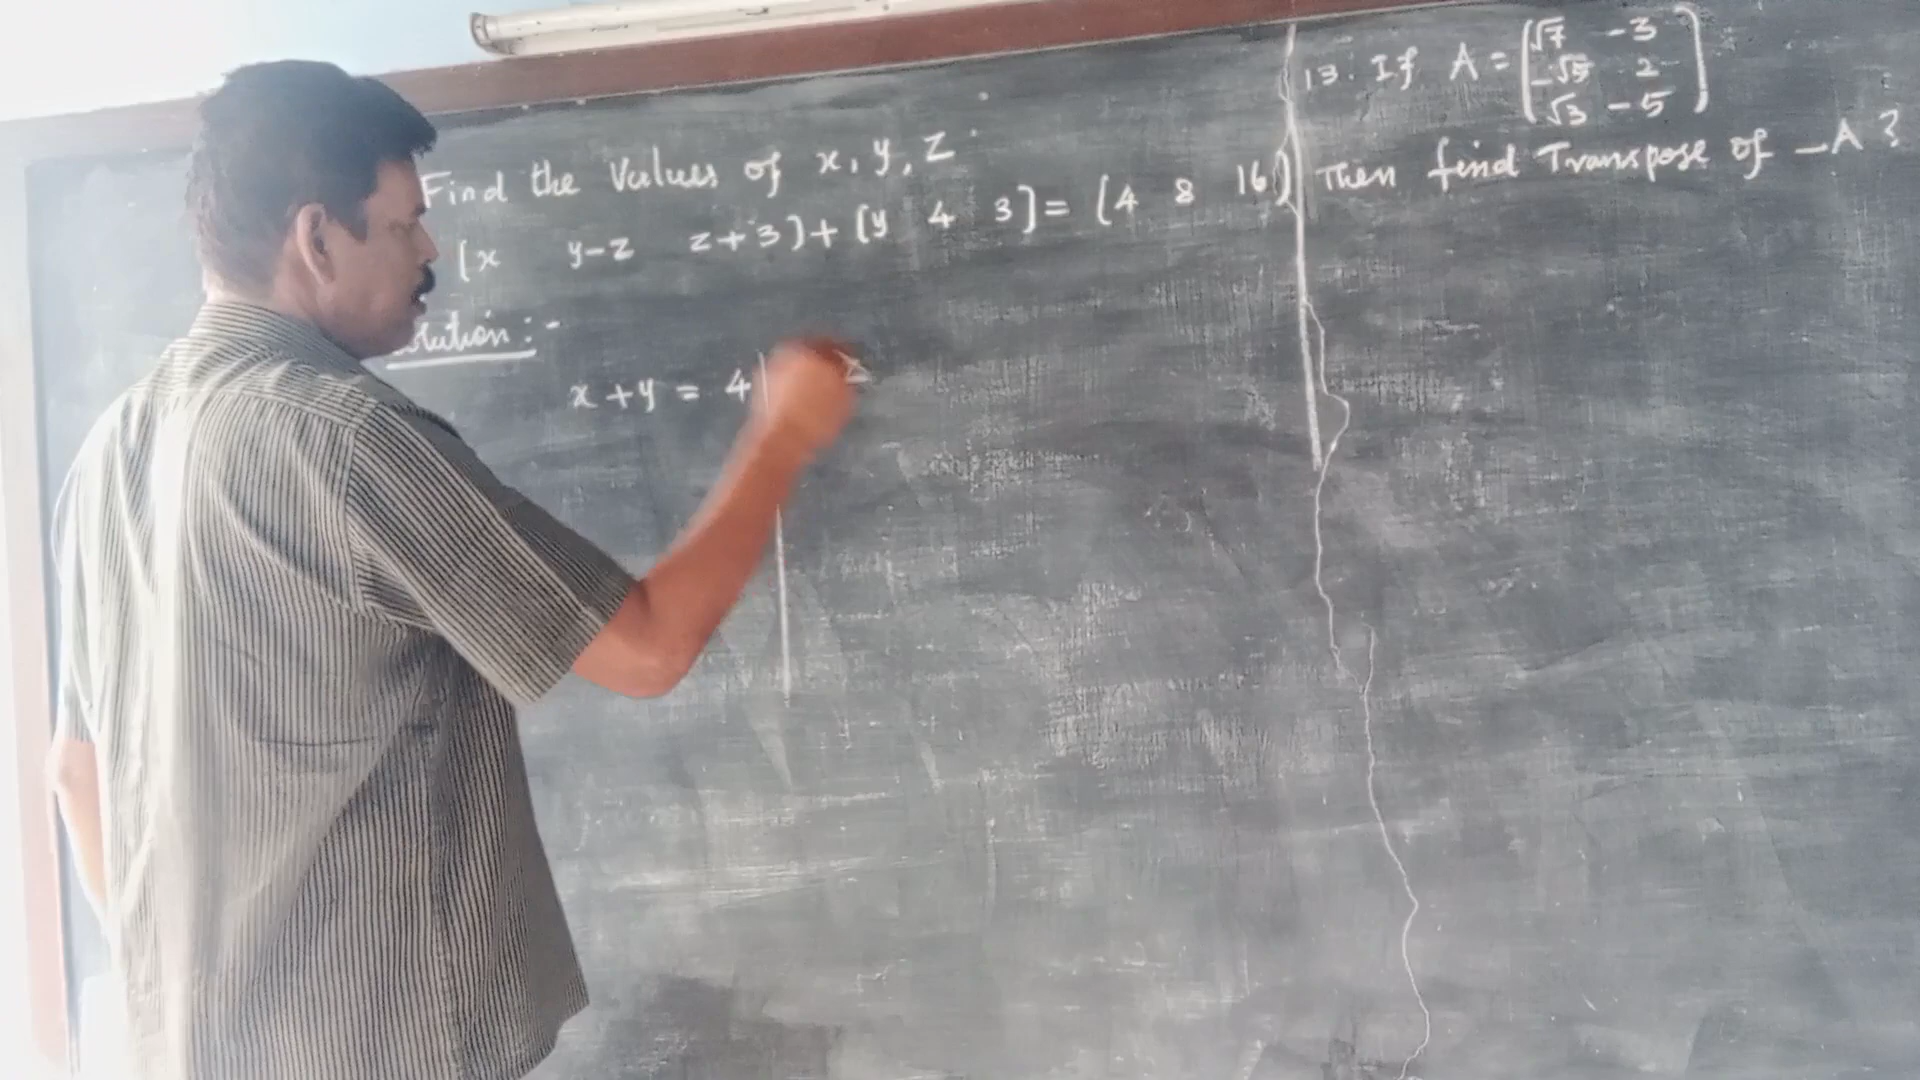 Find the Values of x, y, z.
[x y-z z+3] + [y 4 3] = (4 8 16)
Solution :-
x + y = 4
13. If A = (√7 -3
-√5 2
√3 -5)
Then find Transpose of -A ?